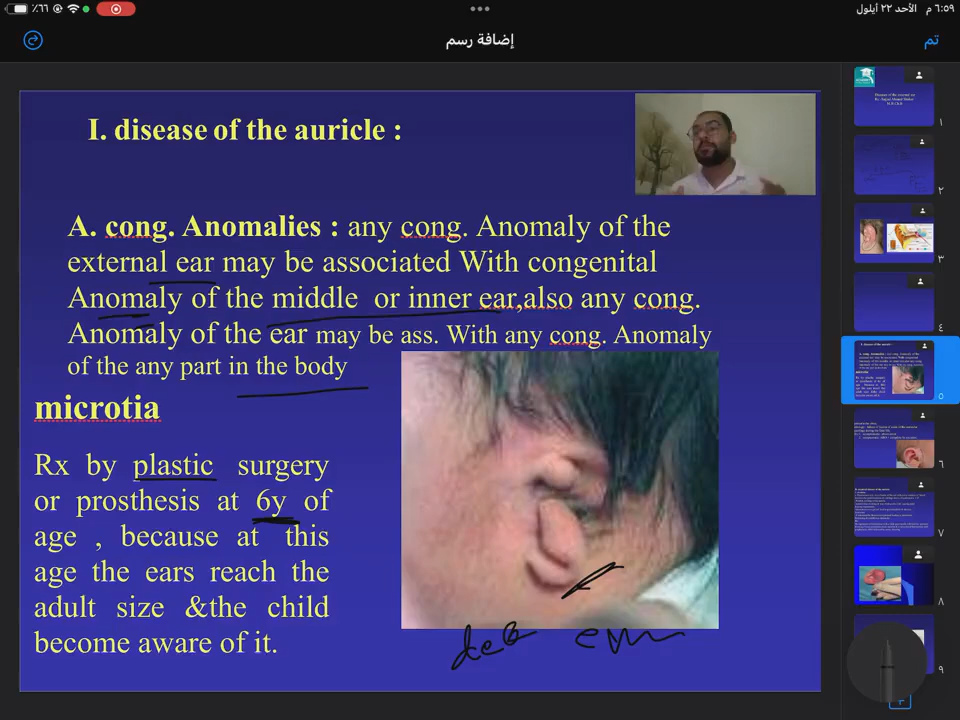 ٦٦٪
٦:٥٩ م الأحد ٢٢ أيلول
إضافة رسم
تم
I. disease of the auricle :
A. cong. Anomalies : any cong. Anomaly of the
external ear may be associated With congenital
Anomaly of the middle or inner ear,also any cong.
Anomaly of the ear may be ass. With any cong. Anomaly
of the any part in the body
microtia
Rx by plastic surgery
or prosthesis at 6y of
age , because at this
age the ears reach the
adult size &the child
become aware of it.
١
٢
٣
٤
٥
٦
٧
٨
٩